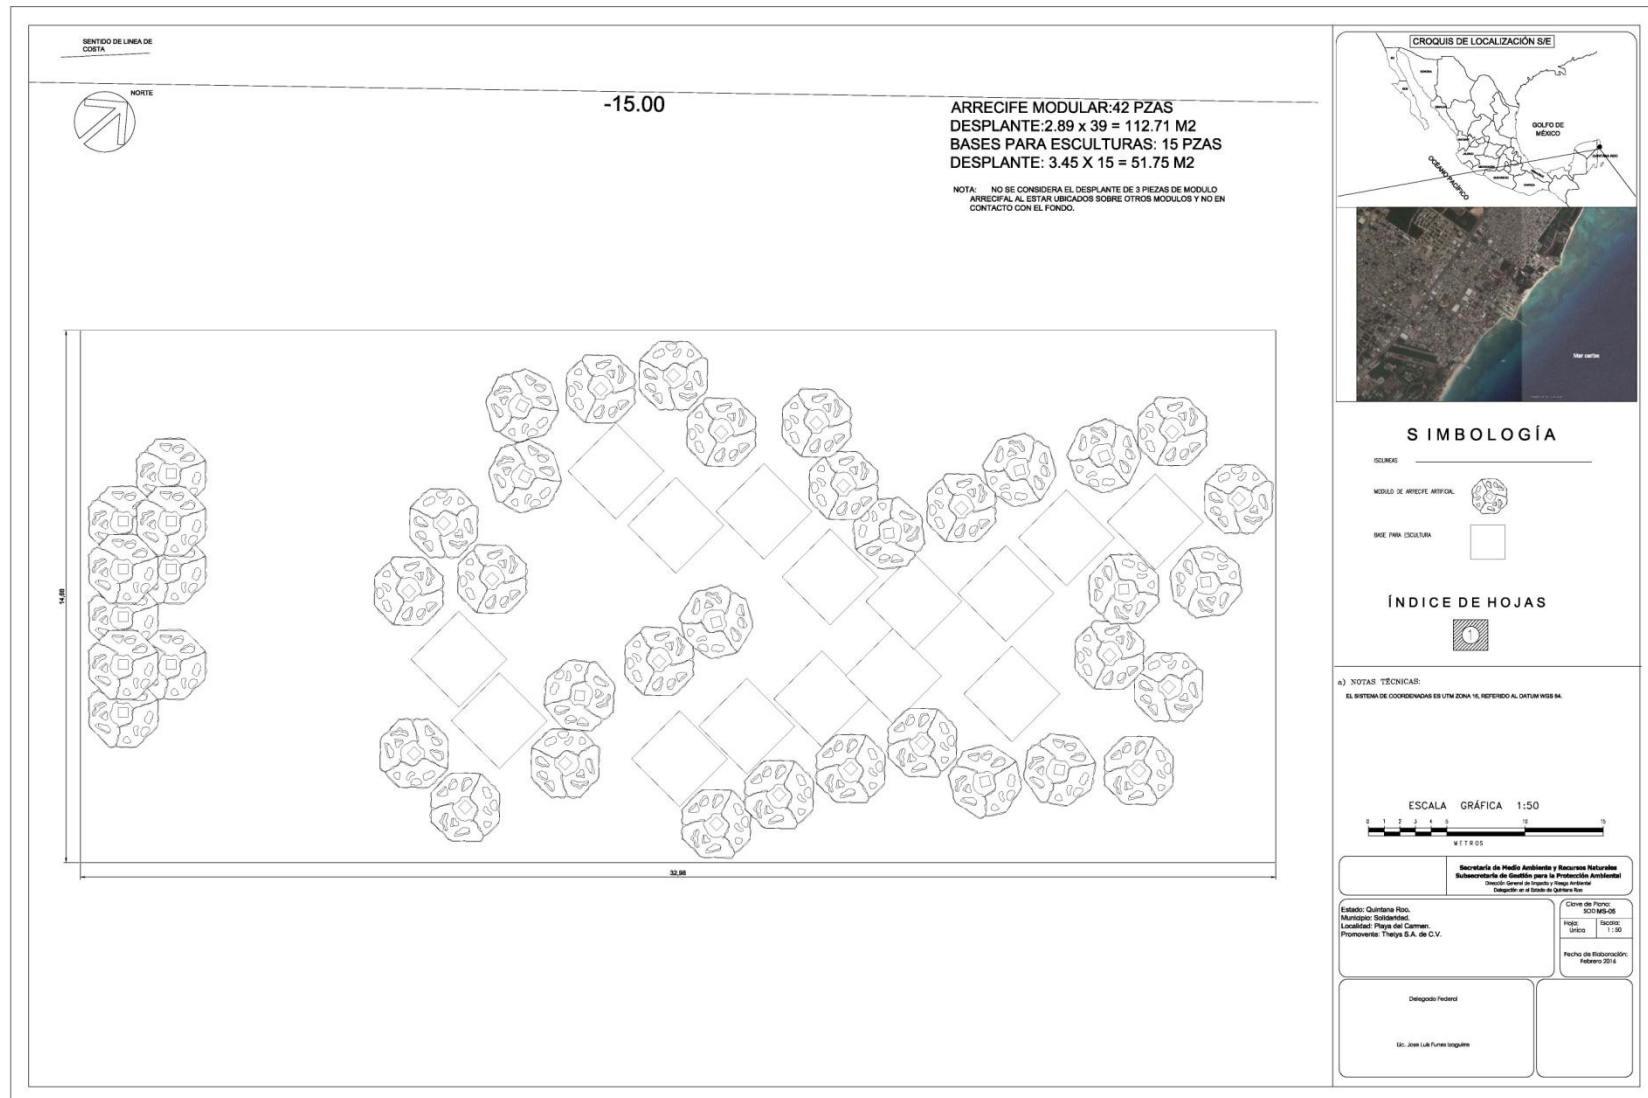 SENTIDO DE LINEA DE
COSTA
NORTE
-15.00
ARRECIFE MODULAR:42 PZAS
DESPLANTE:2.89 x 39 = 112.71 M2
BASES PARA ESCULTURAS: 15 PZAS
DESPLANTE: 3.45 X 15 = 51.75 M2
NOTA: NO SE CONSIDERA EL DESPLANTE DE 3 PIEZAS DE MODULO
ARRECIFAL AL ESTAR UBICADOS SOBRE OTROS MODULOS Y NO EN
CONTACTO CON EL FONDO.
14,88
32,98
CROQUIS DE LOCALIZACIÓN S/E
GOLFO DE
MÉXICO
QUINTANA ROO
OCÉANO PACÍFICO
Mar caribe
S IMBOLOGÍA
ISOLINEAS
MODULO DE ARRECIFE ARTIFICIAL
BASE PARA ESCULTURA
ÍNDICE DE HOJAS
1
a) NOTAS TÉCNICAS:
EL SISTEMA DE COORDENADAS ES UTM ZONA 16, REFERIDO AL DATUM WGS 84.
ESCALA GRÁFICA 1:50
0 1 2 3 4 5 10 15
METROS
Secretaría de Medio Ambiente y Recursos Naturales
Subsecretaría de Gestión para la Protección Ambiental
Dirección General de Impacto y Riesgo Ambiental
Delegación en el Estado de Quintana Roo
Estado: Quintana Roo.
Municipio: Solidaridad.
Localidad: Playa del Carmen.
Promovente: Thetys S.A. de C.V.
Clave de Plano:
SOD MS-05
Hoja:
Única
Escala:
1 : 50
Fecha de Elaboración:
Febrero 2016
Delegado Federal
Lic. Jose Luis Funes Izaguirre